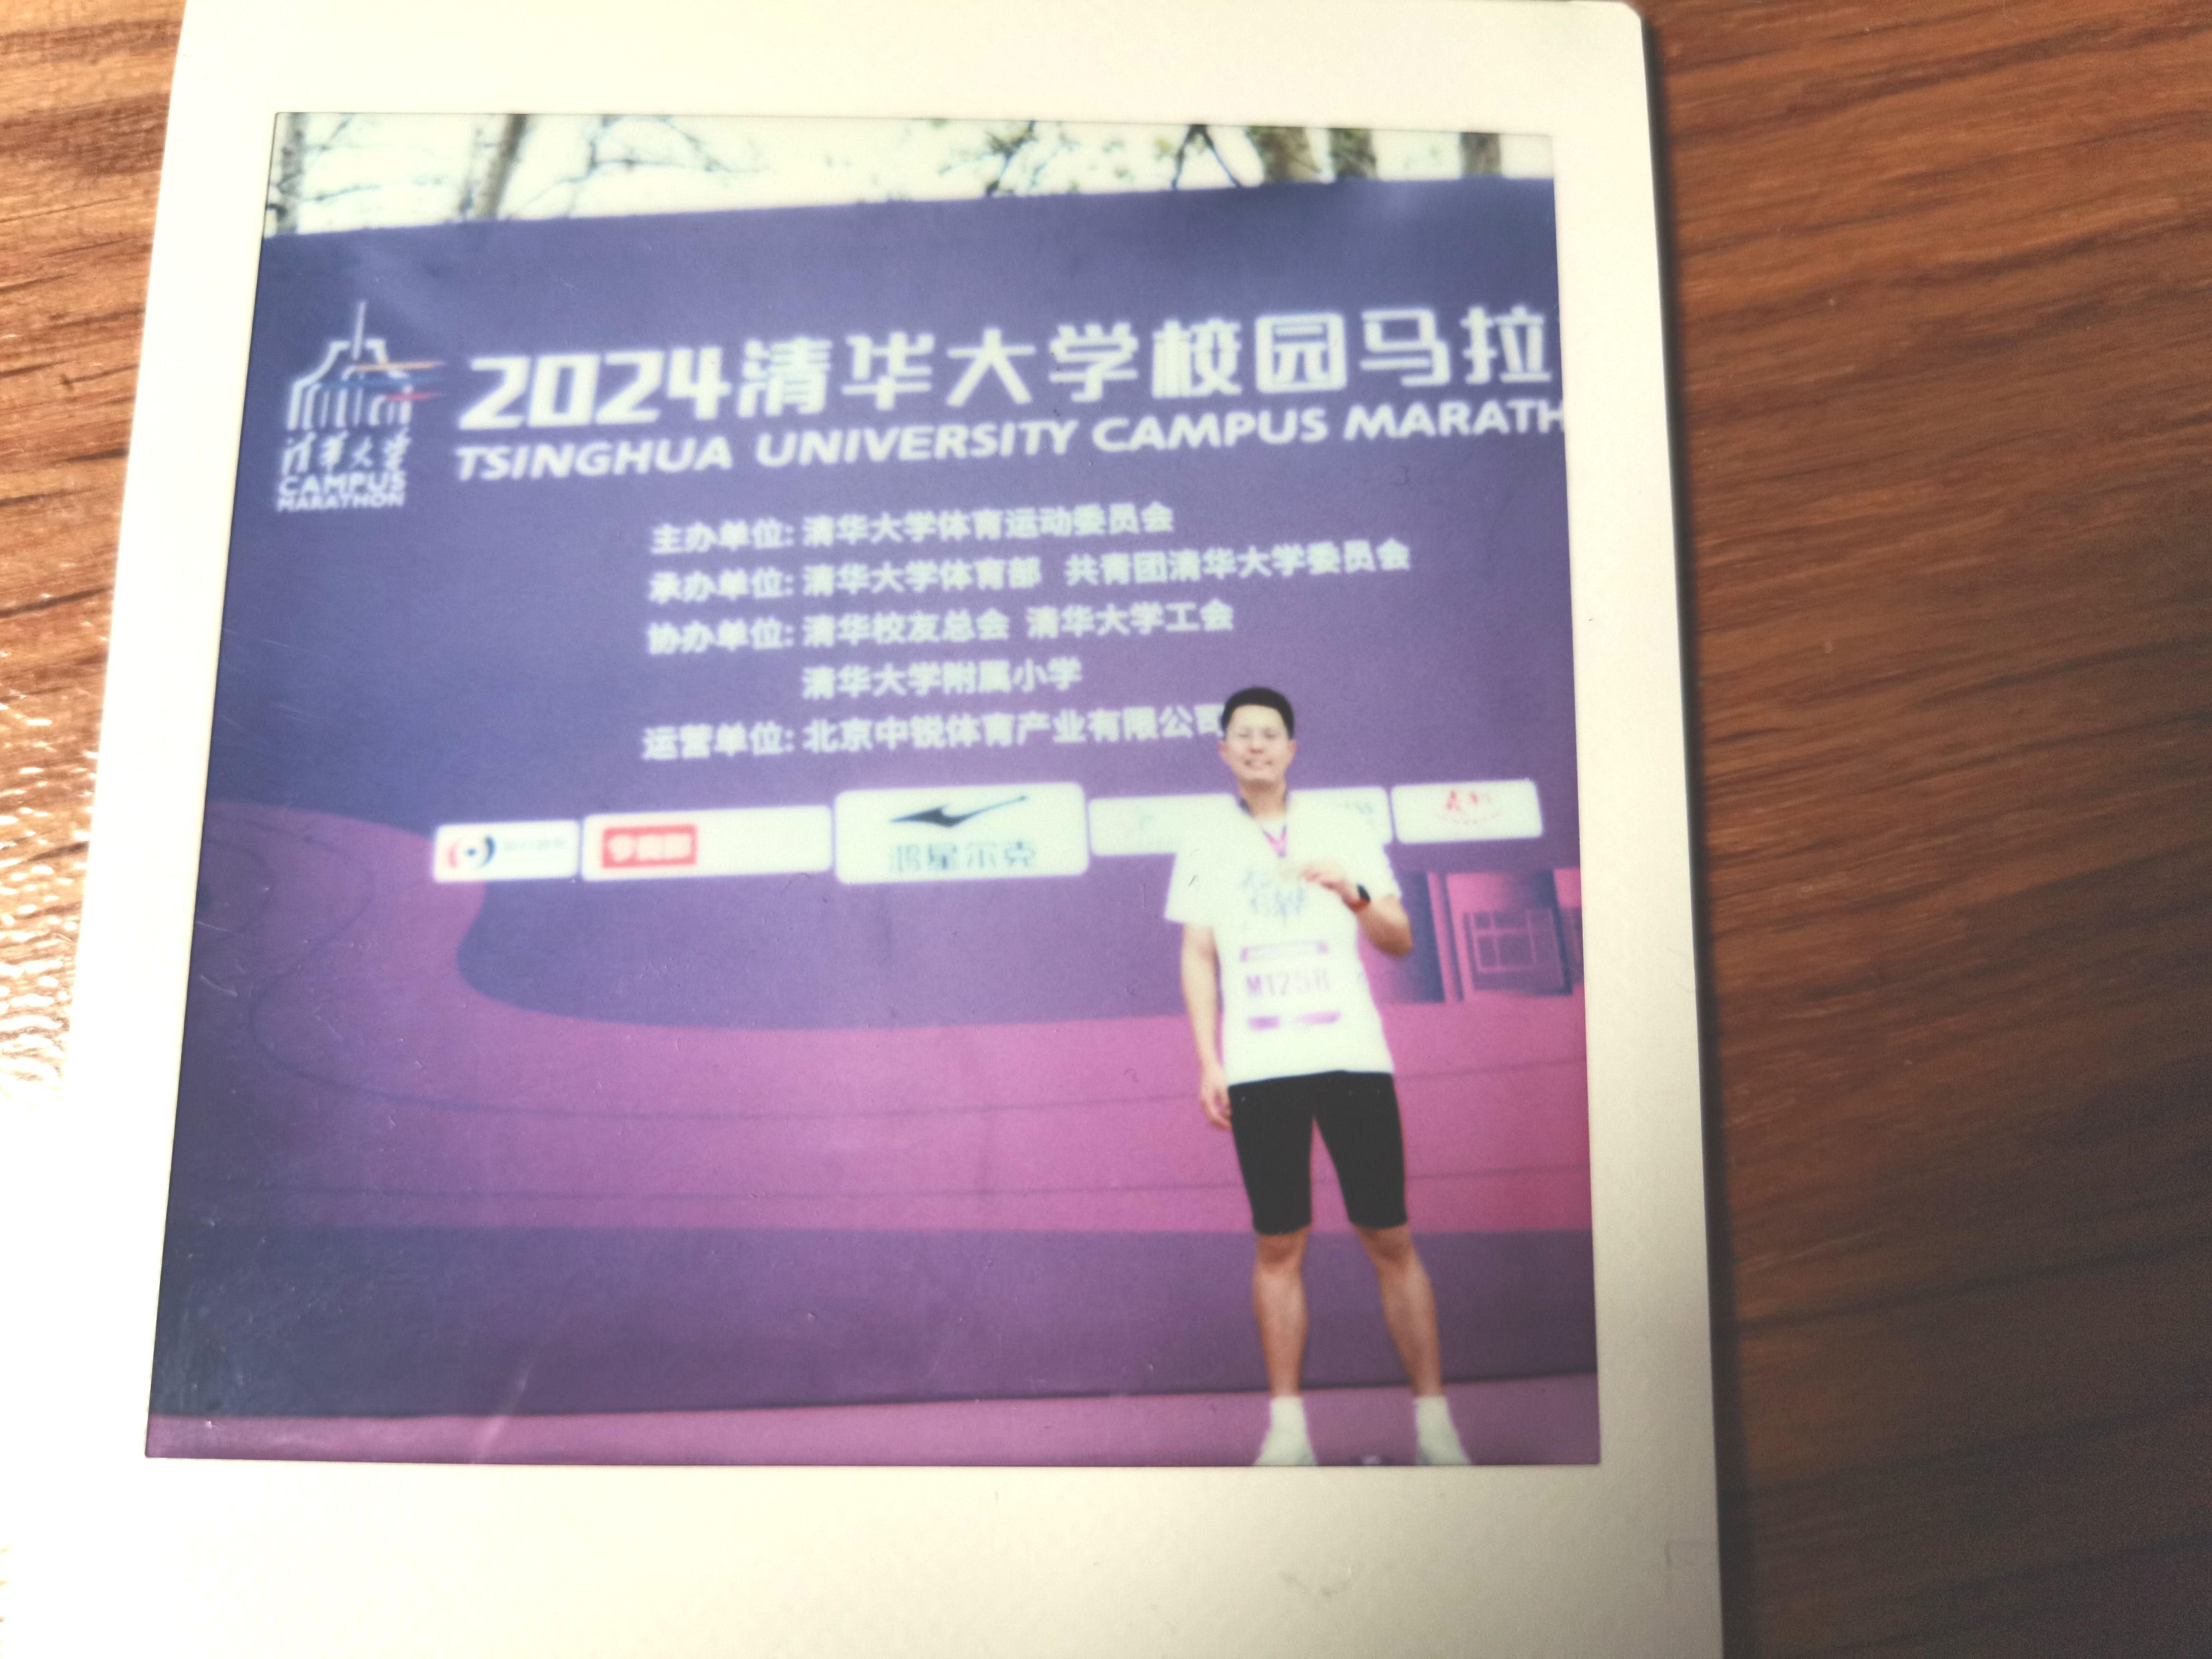 2024清华大学校园马拉
TSINGHUA UNIVERSITY CAMPUS MARATH
清华大学
CAMPUS
MARATHON
主办单位: 清华大学体育运动委员会
承办单位: 清华大学体育部 共青团清华大学委员会
协办单位: 清华校友总会 清华大学工会
清华大学附属小学
运营单位: 北京中锐体育产业有限公司
鸿星尔克
M1258